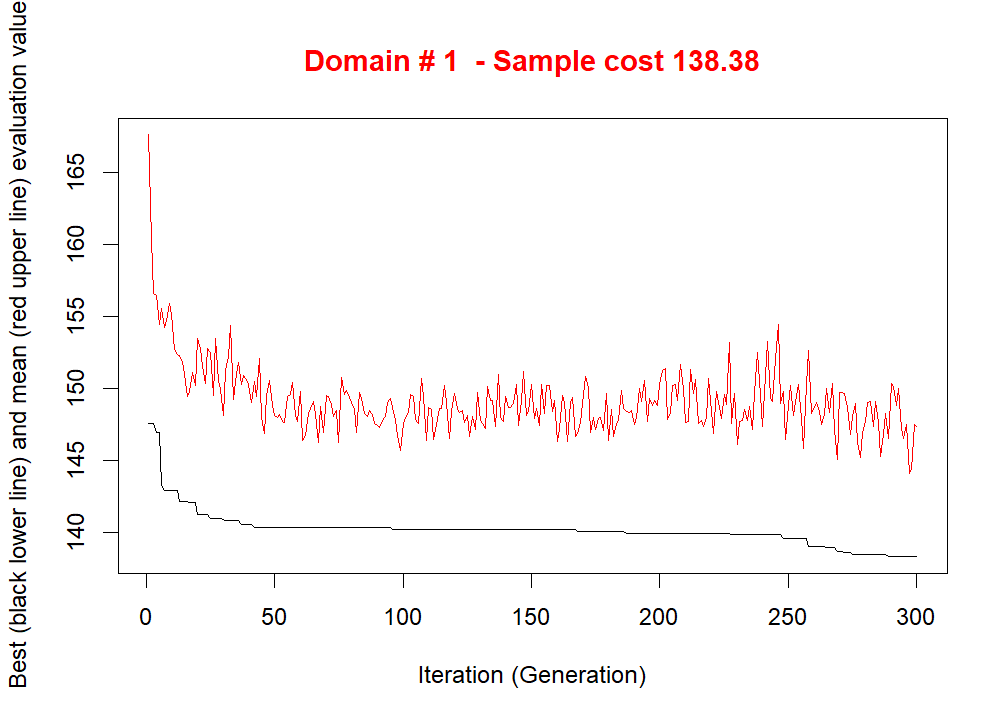 Domain # 1  - Sample cost 138.38
Best (black lower line) and mean (red upper line) evaluation value
165
160
155
150
145
140
0 50 100 150 200 250 300
Iteration (Generation)